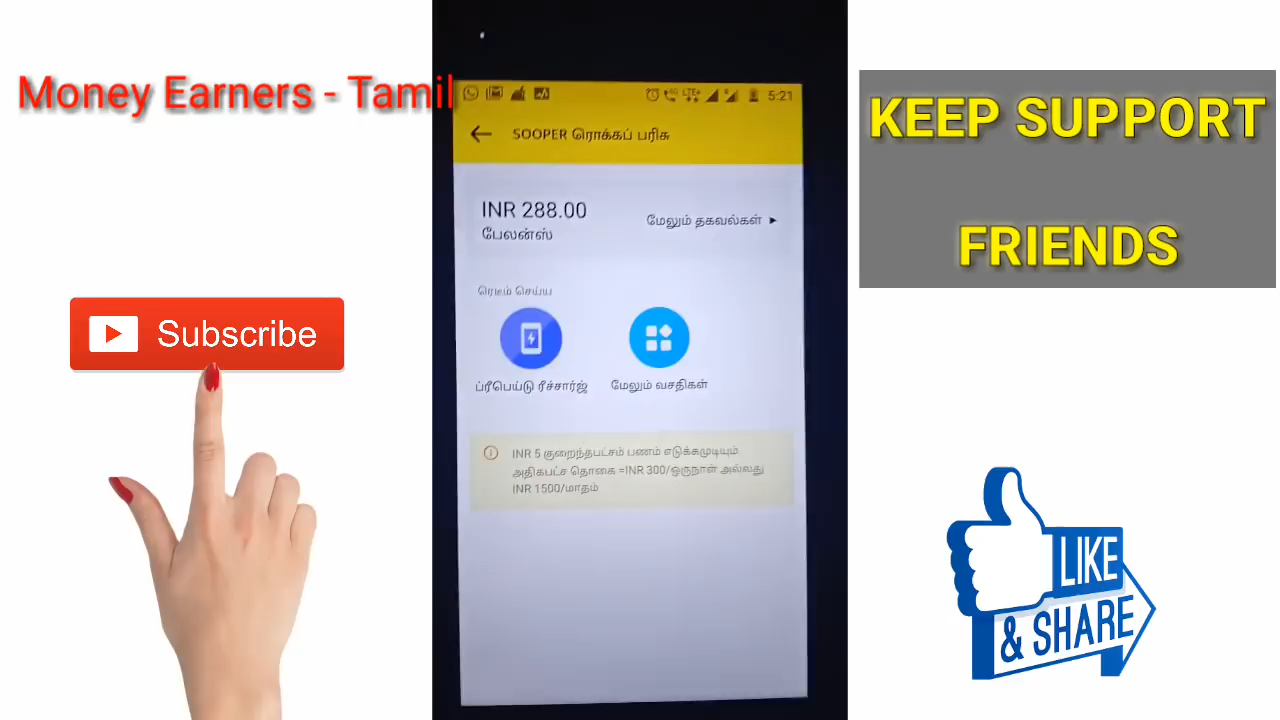 Money Earners - Tamil
5:21
SOOPER ரொக்கப் பரிசு
INR 288.00
பேலன்ஸ்
மேலும் தகவல்கள்
ரெடீம் செய்ய
ப்ரீபெய்டு ரீச்சார்ஜ்
மேலும் வசதிகள்
INR 5 குறைந்தபட்சம் பணம் எடுக்கமுடியும்
அதிகபட்ச தொகை =INR 300/ஒருநாள் அல்லது
INR 1500/மாதம்
Subscribe
KEEP SUPPORT
FRIENDS
LIKE
& SHARE